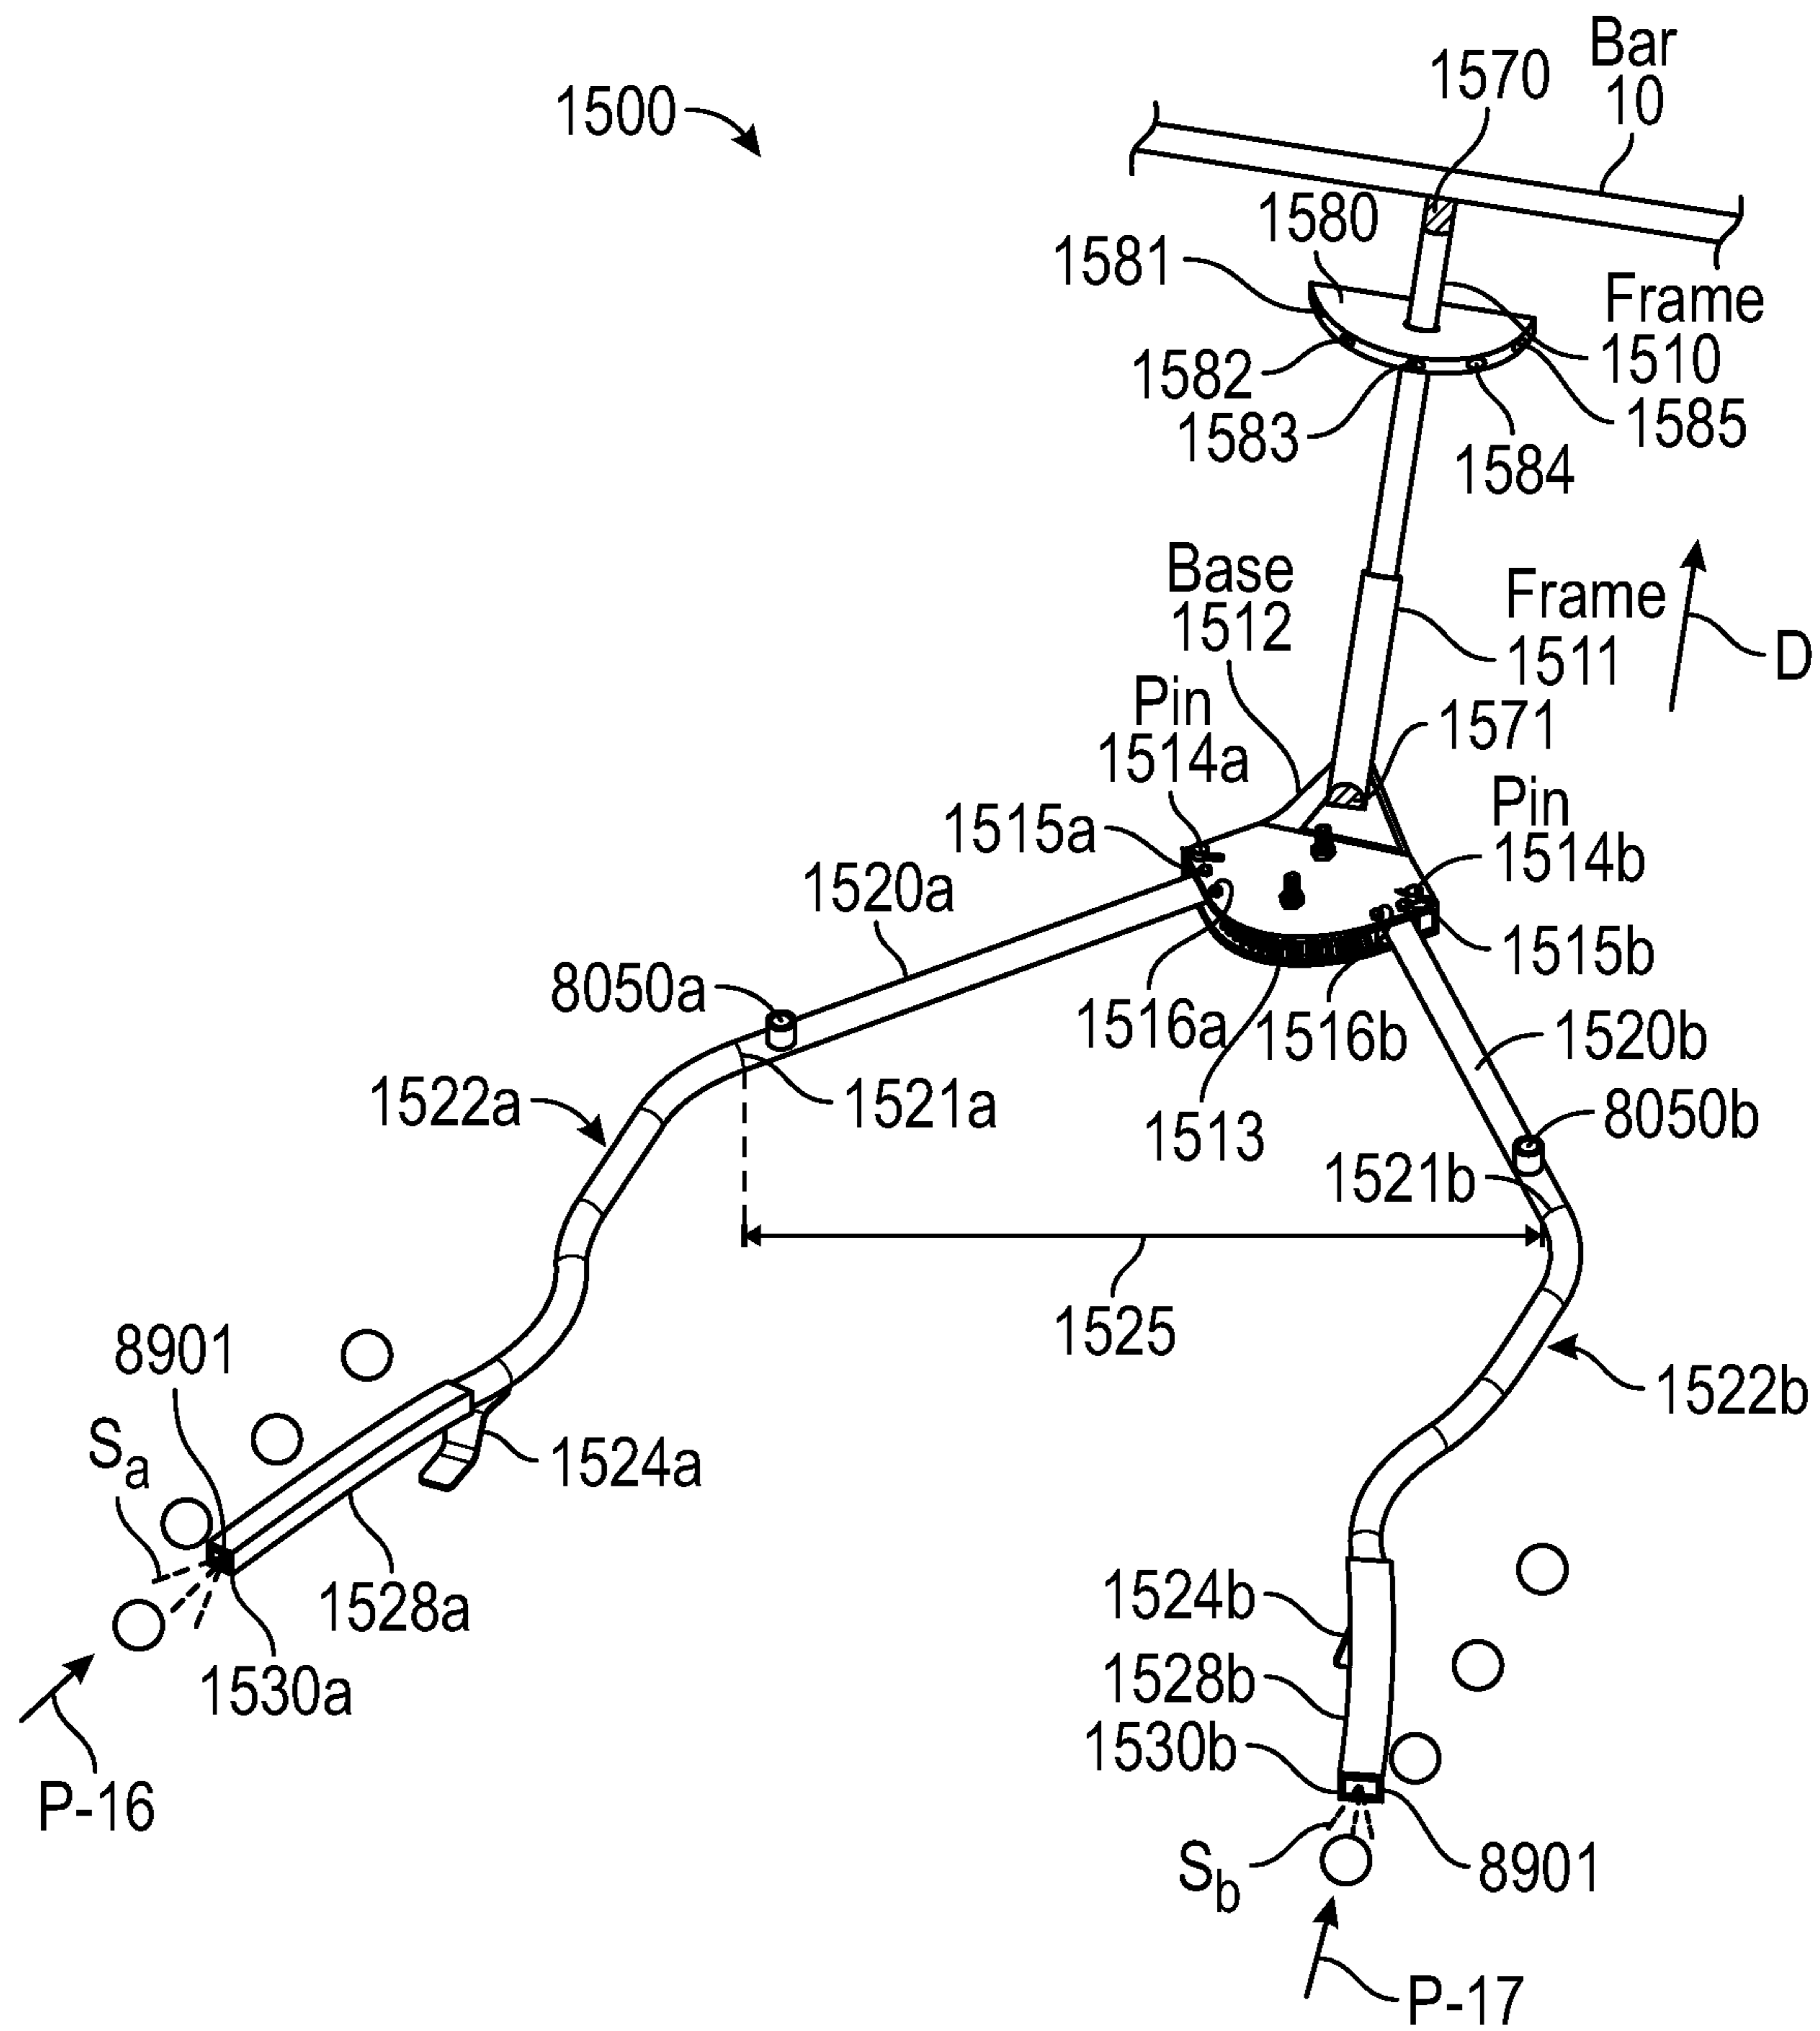 Bar
10
1570
1500
1580
1581
Frame
1510
1582
1583
1585
1584
Base
1512
Frame
1511
D
Pin
1514a
1571
Pin
1514b
1515a
1520a
1515b
8050a
1516a
1516b
1520b
1521a
1522a
1513
8050b
1521b
1525
8901
1522b
Sa
1524a
1528a
1524b
1528b
1530a
1530b
P-16
Sb
8901
P-17